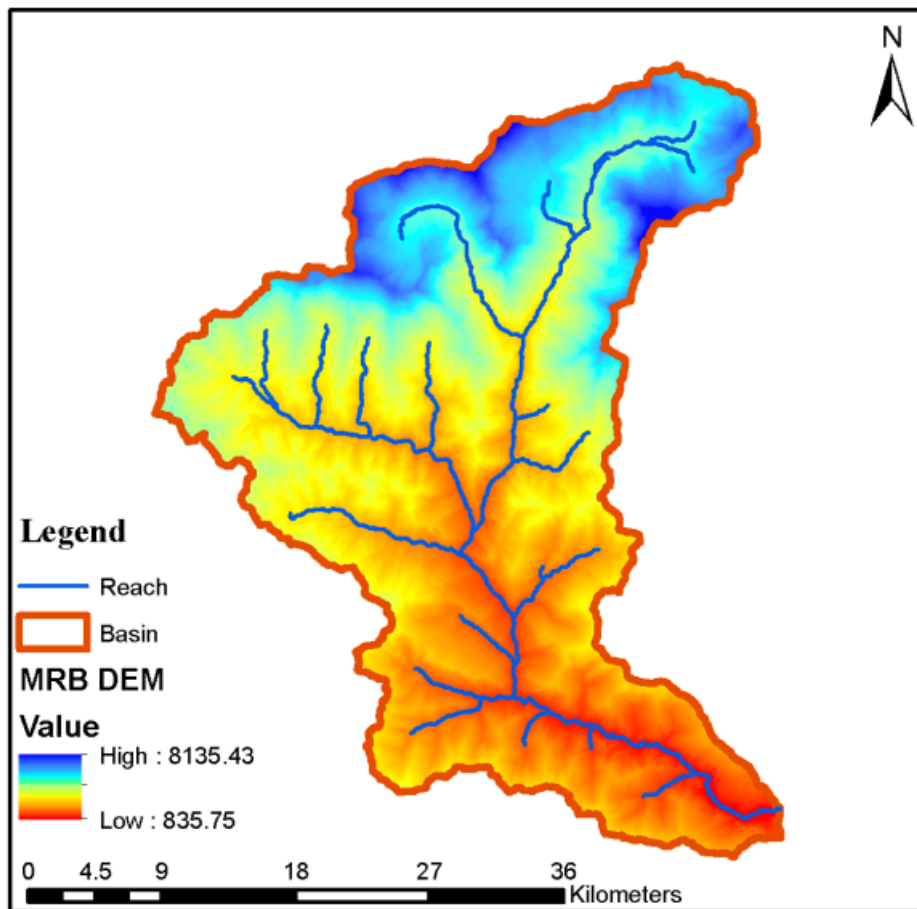 N
Legend
Reach
Basin
MRB DEM
Value
High : 8135.43
Low : 835.75
0 4.5 9 18 27 36
Kilometers